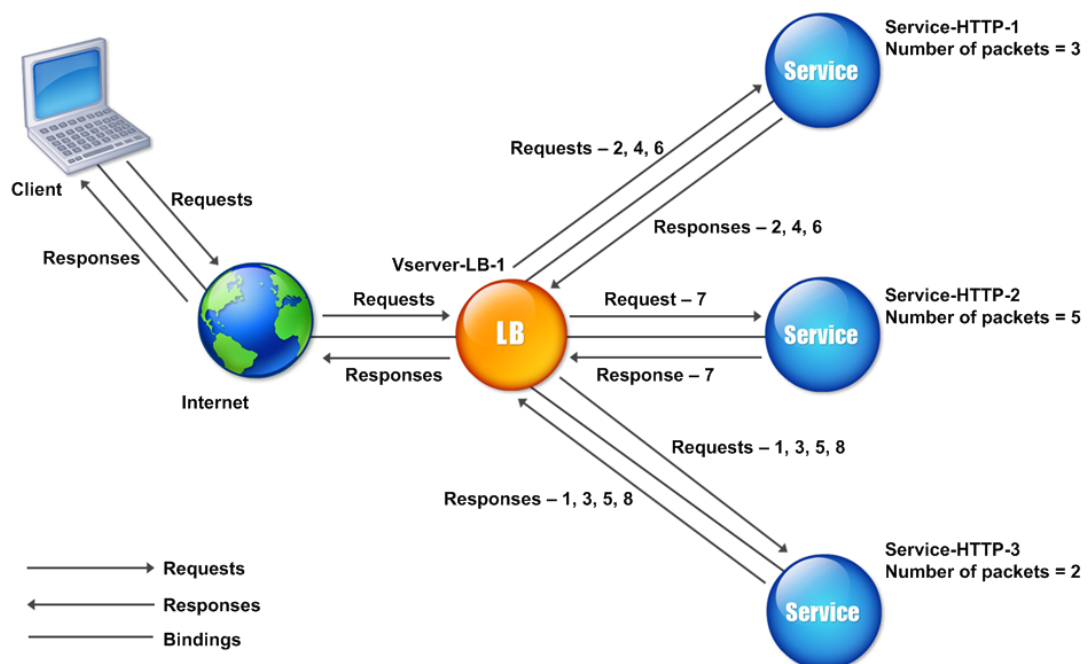 Service-HTTP-1
Number of packets = 3
Service
Requests – 2, 4, 6
Client
Requests
Responses
Responses – 2, 4, 6
Vserver-LB-1
Service-HTTP-2
Number of packets = 5
Requests
Request – 7
LB
Service
Responses
Response – 7
Internet
Requests – 1, 3, 5, 8
Responses – 1, 3, 5, 8
Service-HTTP-3
Number of packets = 2
Service
Requests
Responses
Bindings